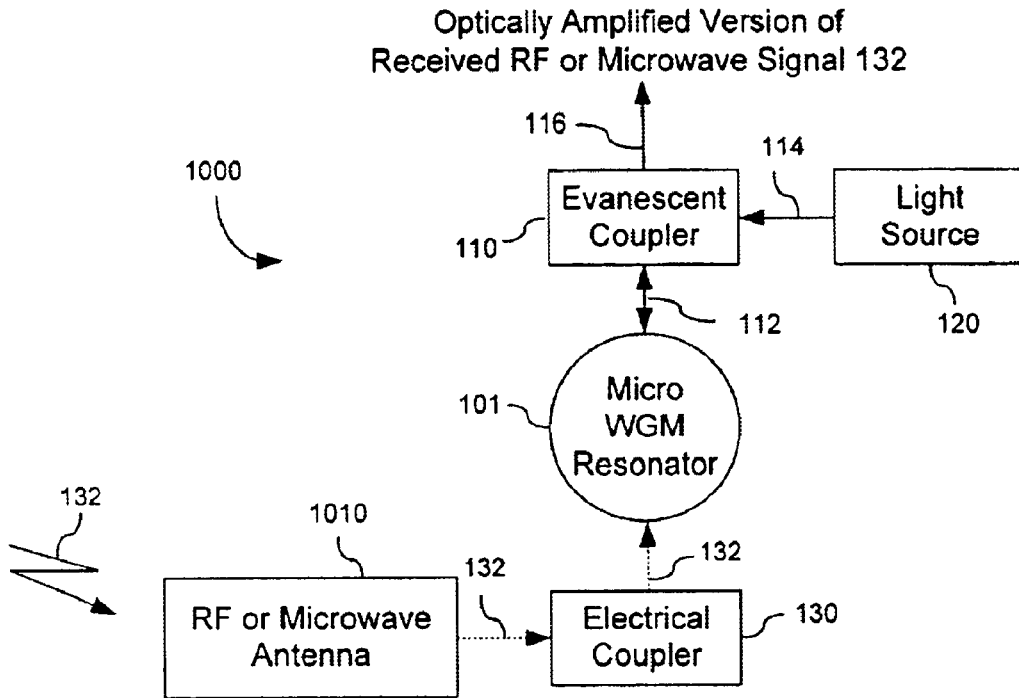 Optically Amplified Version of
Received RF or Microwave Signal 132
116
114
1000
Evanescent
Coupler
Light
Source
110
112
120
101
Micro
WGM
Resonator
132
1010
132
132
RF or Microwave
Antenna
Electrical
Coupler
130